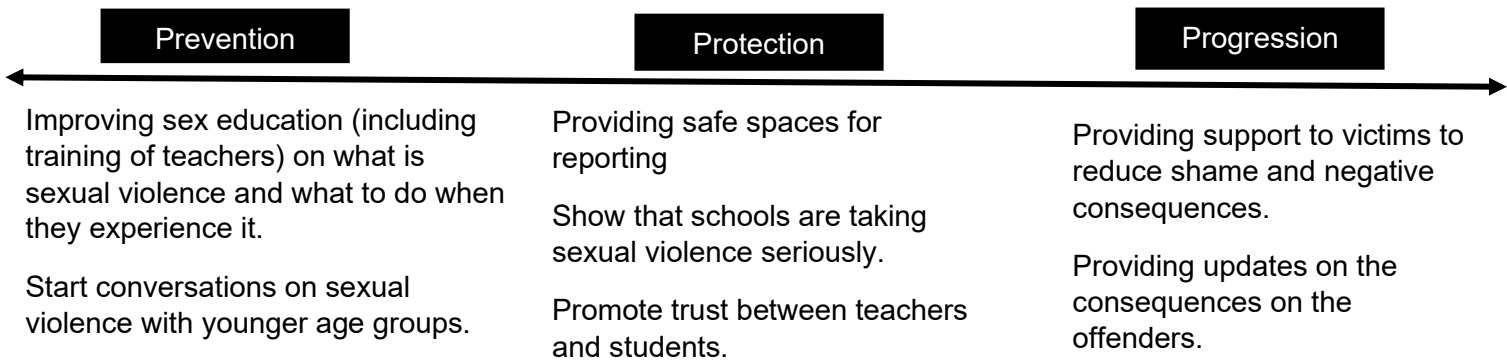 Prevention
Protection
Progression
Improving sex education (including
training of teachers) on what is
sexual violence and what to do when
they experience it.
Start conversations on sexual
violence with younger age groups.
Providing safe spaces for
reporting
Show that schools are taking
sexual violence seriously.
Promote trust between teachers
and students.
Providing support to victims to
reduce shame and negative
consequences.
Providing updates on the
consequences on the
offenders.